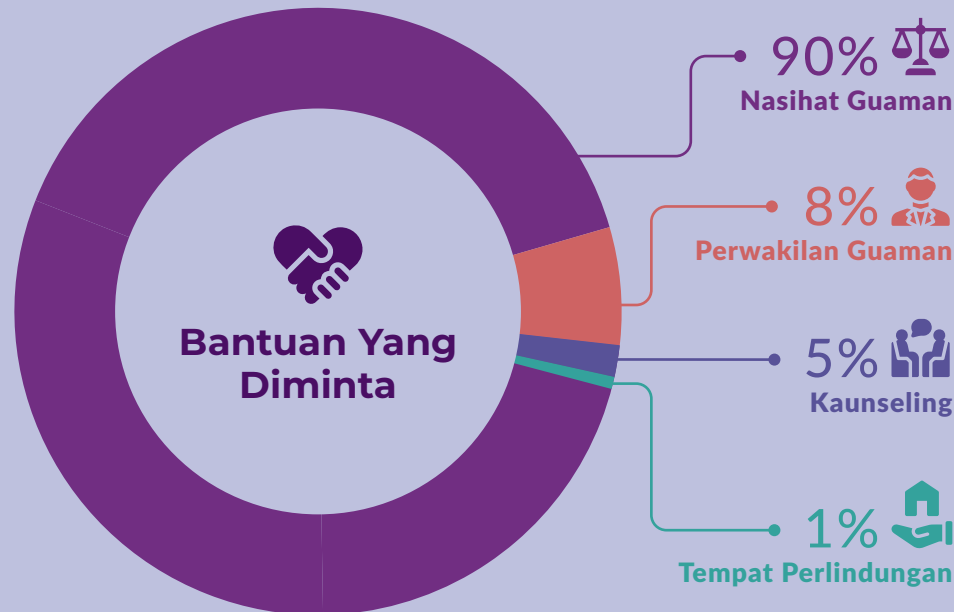 90%
Nasihat Guaman
8%
Perwakilan Guaman
Bantuan Yang
Diminta
5%
Kaunseling
1%
Tempat Perlindungan